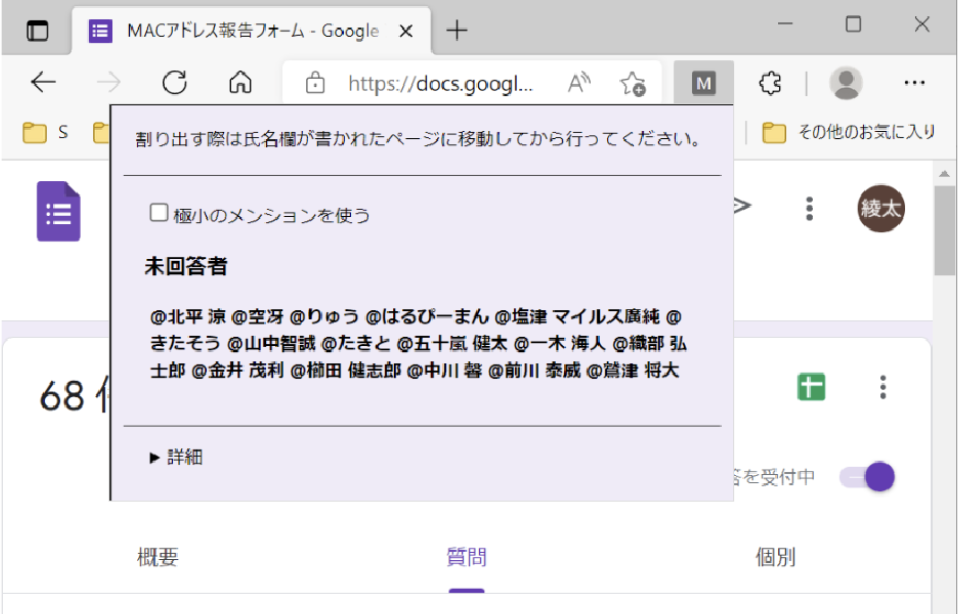 MACアドレス報告フォーム - Google
https://docs.googl...
M
S
その他のお気に入り
割り出す際は氏名欄が書かれたページに移動してから行ってください。
極小のメンションを使う
綾太
未回答者
@北平 涼 @空冴 @りゅう @はるぴーまん @塩津 マイルス廣純 @
きたそう @山中智誠 @たきと @五十嵐 健太 @一木 海人 @織部 弘
士郎 @金井 茂利 @櫛田 健志郎 @中川 馨 @前川 泰威 @鷲津 将大
68
▶ 詳細
答を受付中
概要 質問 個別